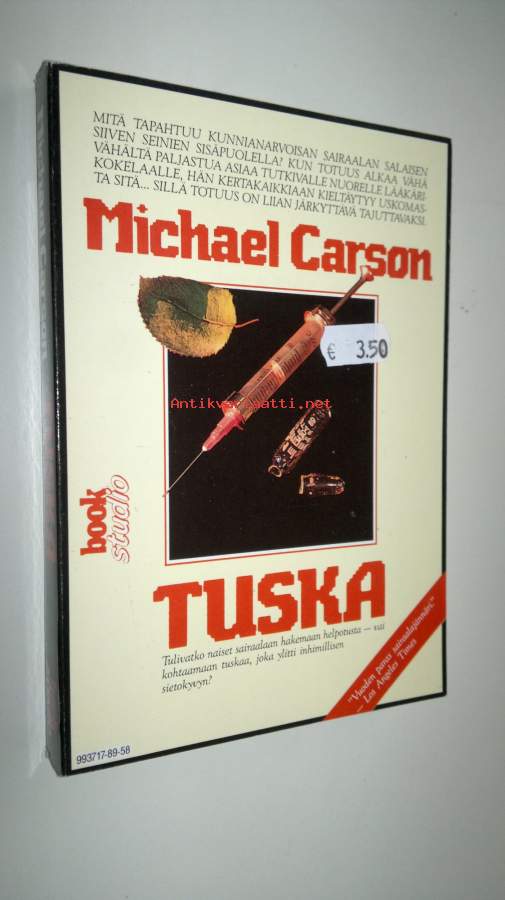 MITÄ TAPAHTUU KUNNIANARVOISAN SAIRAALAN SALAISEN
SIIVEN SEINIEN SISÄPUOLELLA? KUN TOTUUS ALKAA VÄHÄ
VÄHÄLTÄ PALJASTUA ASIAA TUTKIVALLE NUORELLE LÄÄKÄRI-
KOKELAALLE, HÄN KERTAKAIKKIAAN KIELTÄYTYY USKOMAS-
TA SITÄ... SILLÄ TOTUUS ON LIIAN JÄRKYTTÄVÄ TAJUTTAVAKSI.
Michael Carson
€ 3.50
Antikvariaatti.net
book
studio
TUSKA
Tulivatko naiset sairaalaan hakemaan helpotusta — vai
kohtaamaan tuskaa, joka ylitti inhimillisen
sietokyvyn?
"Vuoden paras sairaalajännäri."
— Los Angeles Times
993717-89-58